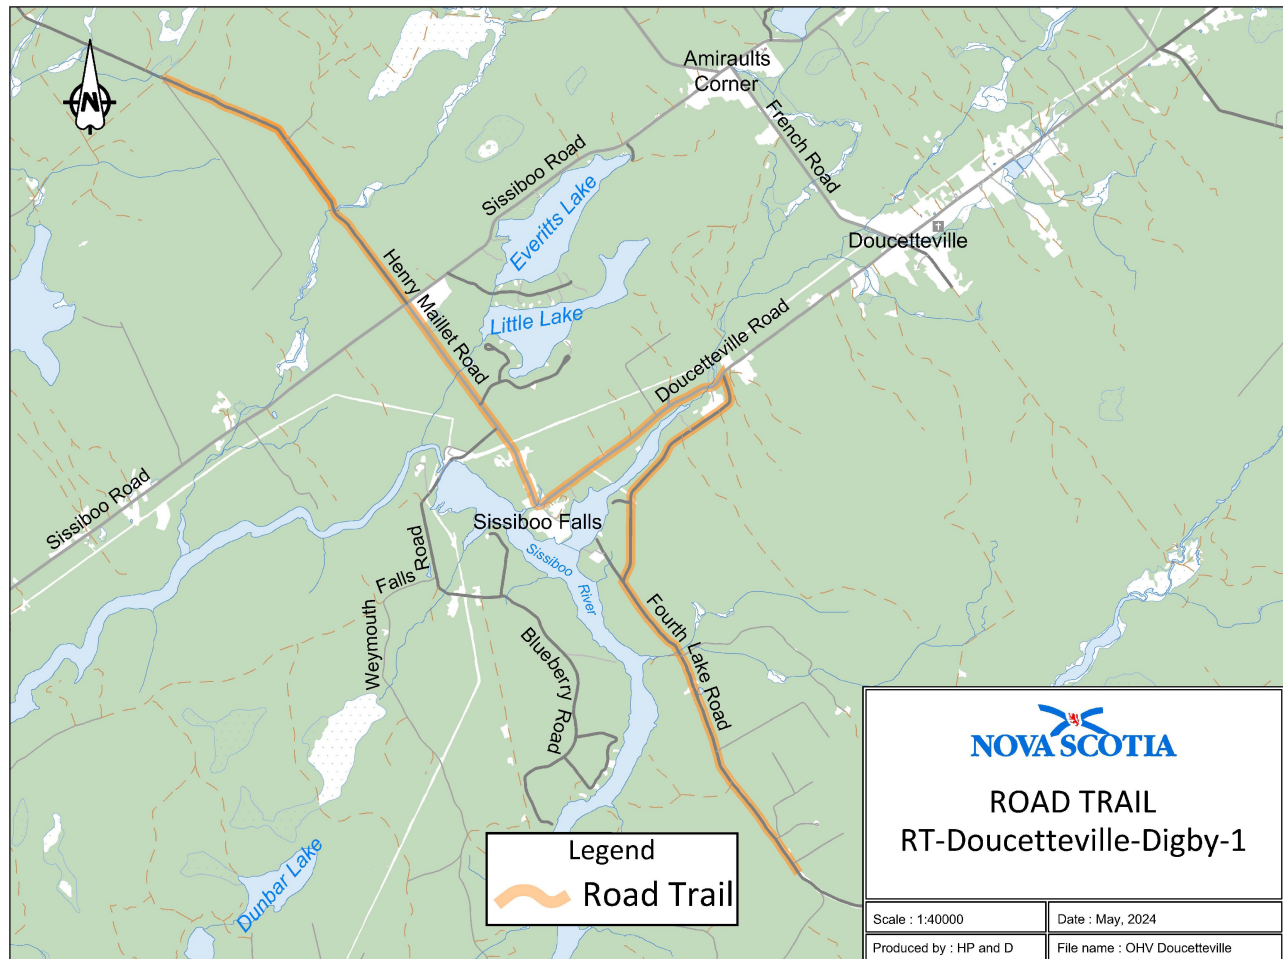 N
Amiraults
Corner
French Road
Sissiboo Road
Everitts Lake
Doucetteville
Henry Maillet Road
Little Lake
Doucetteville Road
Sissiboo Road
Sissiboo Falls
Sissiboo
River
Weymouth Falls Road
Blueberry Road
Fourth Lake Road
Dunbar Lake
Legend
Road Trail
NOVA SCOTIA
ROAD TRAIL
RT-Doucetteville-Digby-1
Scale : 1:40000
Date : May, 2024
Produced by : HP and D
File name : OHV Doucetteville